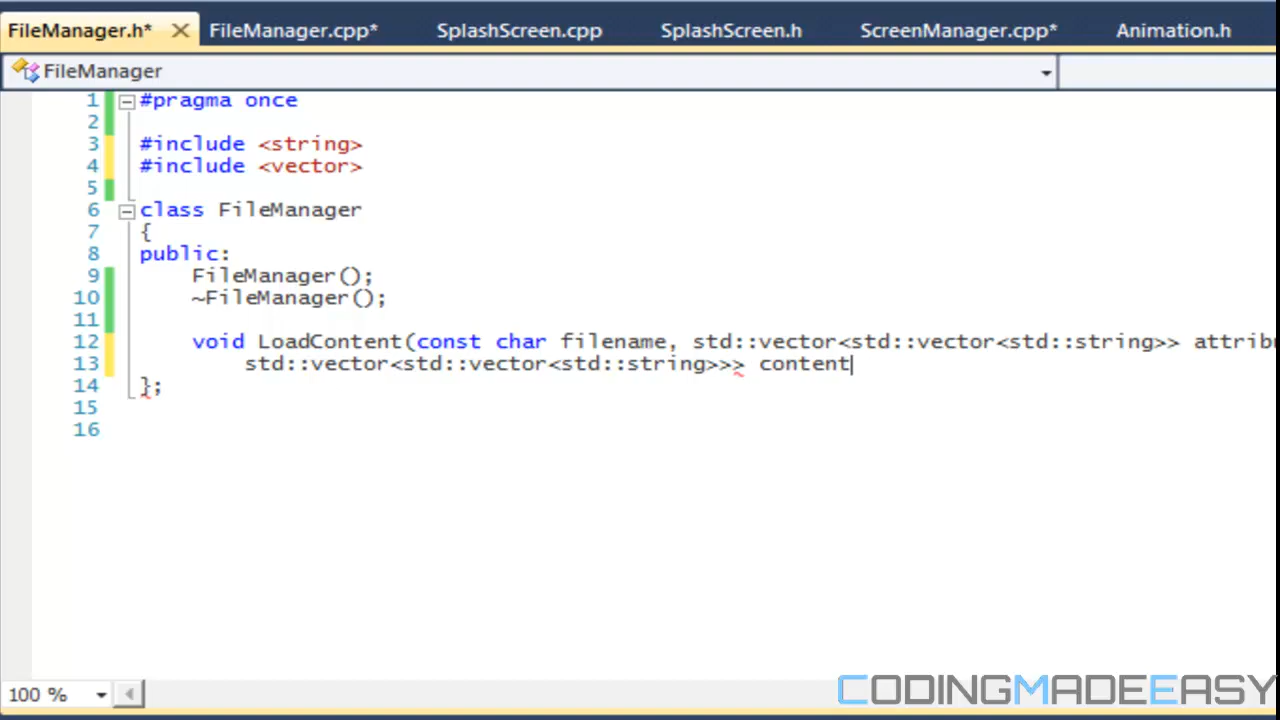 FileManager.h* FileManager.cpp* SplashScreen.cpp SplashScreen.h ScreenManager.cpp* Animation.h
FileManager
1 #pragma once
2
3 #include <string>
4 #include <vector>
5
6 class FileManager
7 {
8 public:
9 FileManager();
10 ~FileManager();
11
12 void LoadContent(const char filename, std::vector<std::vector<std::string>> attrib
13 std::vector<std::vector<std::string>>> content
14 };
15
16
100 %
CODINGMADEEASY